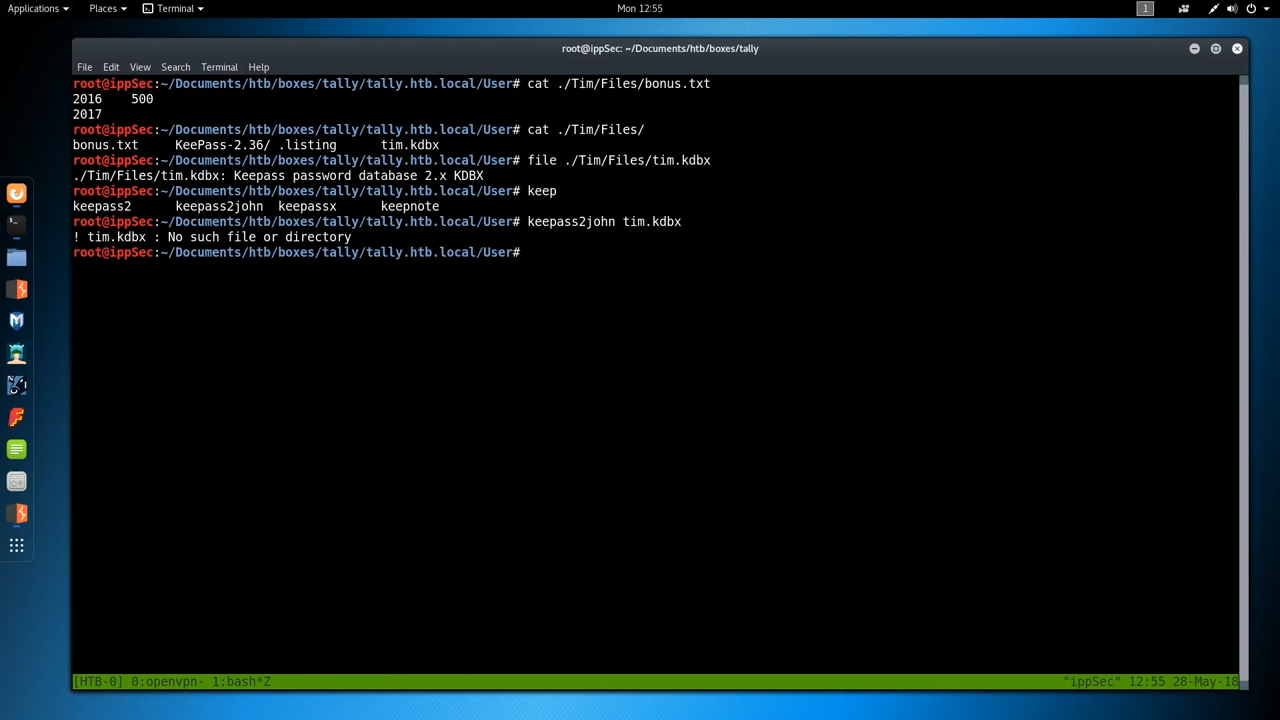 Applications Places Terminal Mon 12:55 1
root@ippSec: ~/Documents/htb/boxes/tally
File Edit View Search Terminal Help
root@ippSec:~/Documents/htb/boxes/tally/tally.htb.local/User# cat ./Tim/Files/bonus.txt
2016 500
2017
root@ippSec:~/Documents/htb/boxes/tally/tally.htb.local/User# cat ./Tim/Files/
bonus.txt KeePass-2.36/ .listing tim.kdbx
root@ippSec:~/Documents/htb/boxes/tally/tally.htb.local/User# file ./Tim/Files/tim.kdbx
./Tim/Files/tim.kdbx: Keepass password database 2.x KDBX
root@ippSec:~/Documents/htb/boxes/tally/tally.htb.local/User# keep
keepass2 keepass2john keepassx keepnote
root@ippSec:~/Documents/htb/boxes/tally/tally.htb.local/User# keepass2john tim.kdbx
! tim.kdbx : No such file or directory
root@ippSec:~/Documents/htb/boxes/tally/tally.htb.local/User#
[HTB-0] 0:openvpn- 1:bash*Z "ippSec" 12:55 28-May-18